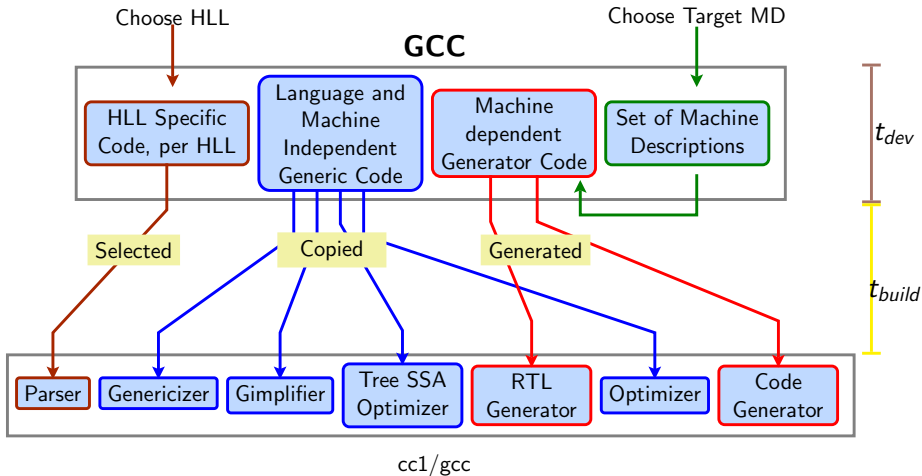 Choose HLL
Choose Target MD
GCC
HLL Specific
Code, per HLL
Language and
Machine
Independent
Generic Code
Machine
dependent
Generator Code
Set of Machine
Descriptions
t_dev
Selected
Copied
Generated
t_build
Parser
Genericizer
Gimplifier
Tree SSA
Optimizer
RTL
Generator
Optimizer
Code
Generator
cc1/gcc